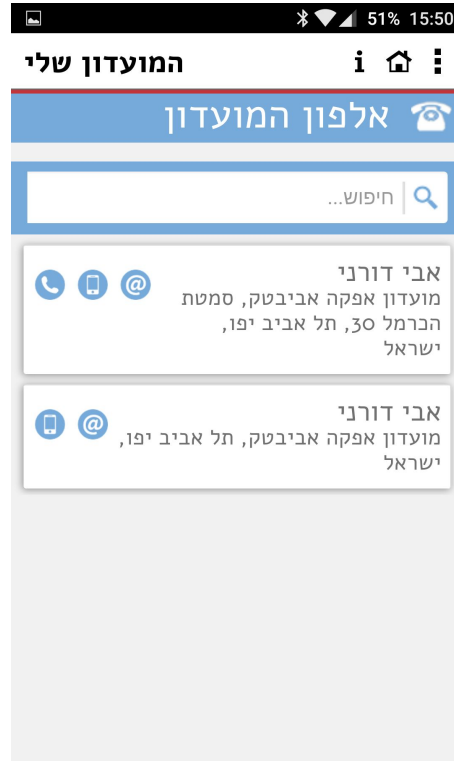 51% 15:50
המועדון שלי
אלפון המועדון
חיפוש...
אבי דורני
מועדון אפקה אביבטק, סמטת
הכרמל 30, תל אביב יפו,
ישראל
אבי דורני
מועדון אפקה אביבטק, תל אביב יפו,
ישראל